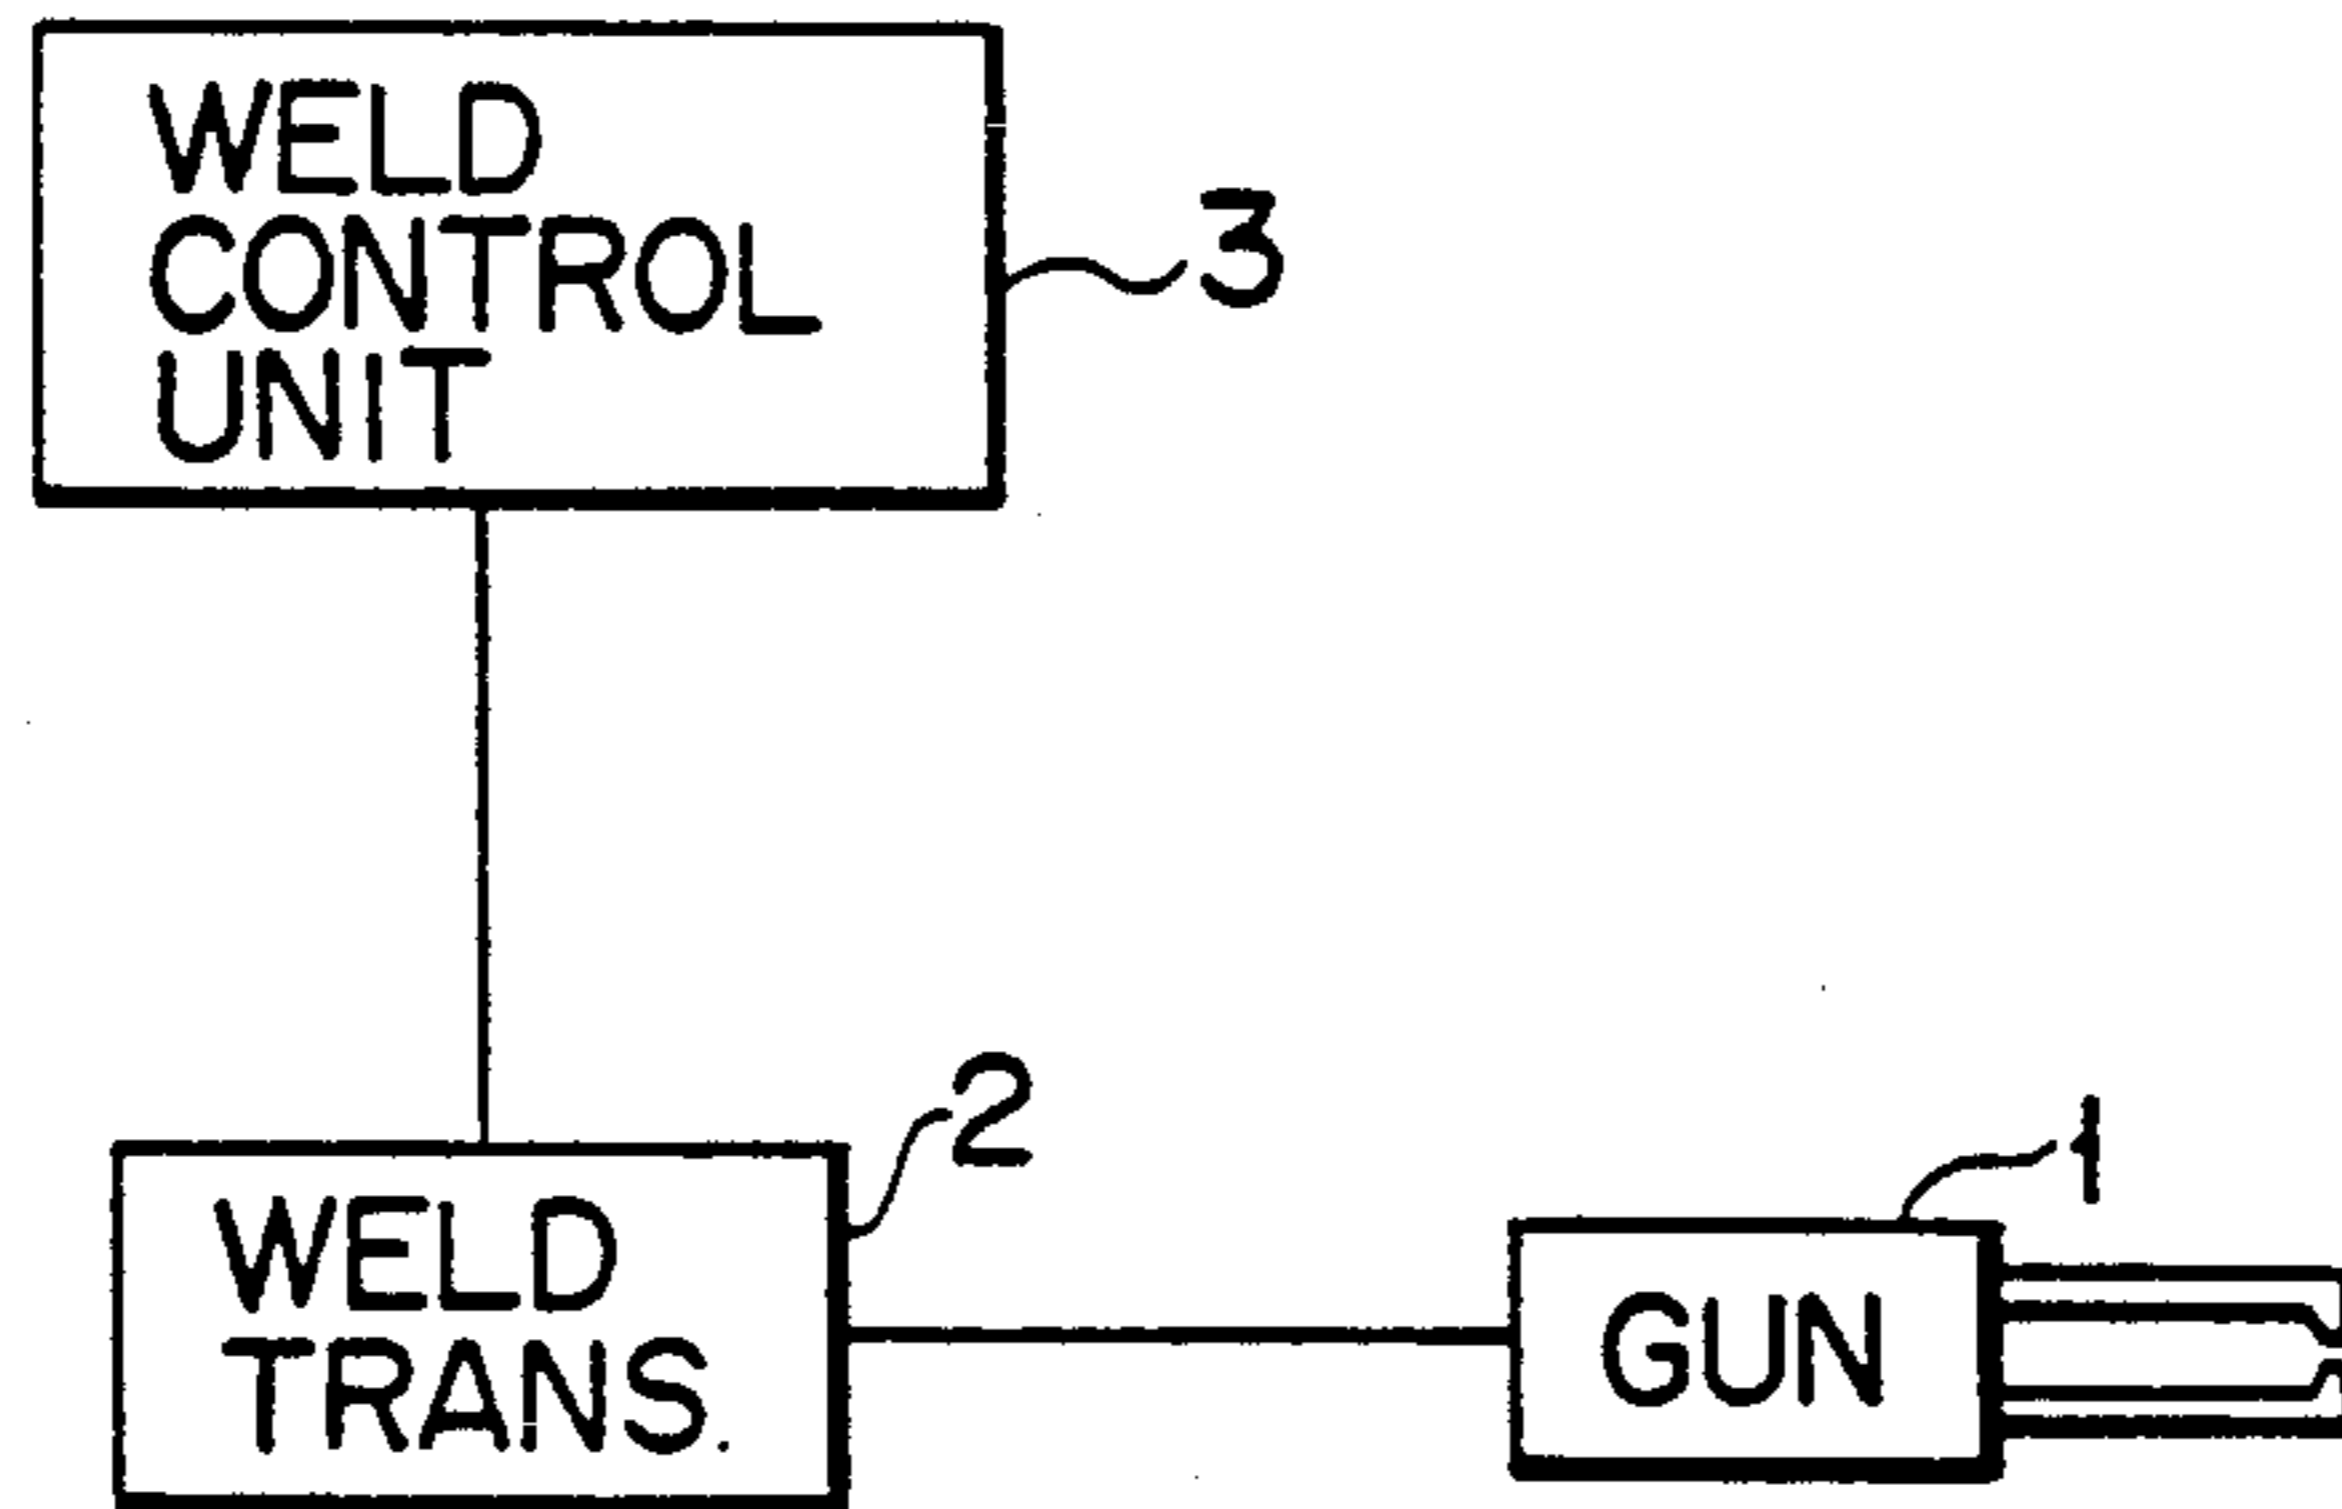 WELD
CONTROL
UNIT
3
2
1
WELD
TRANS.
GUN